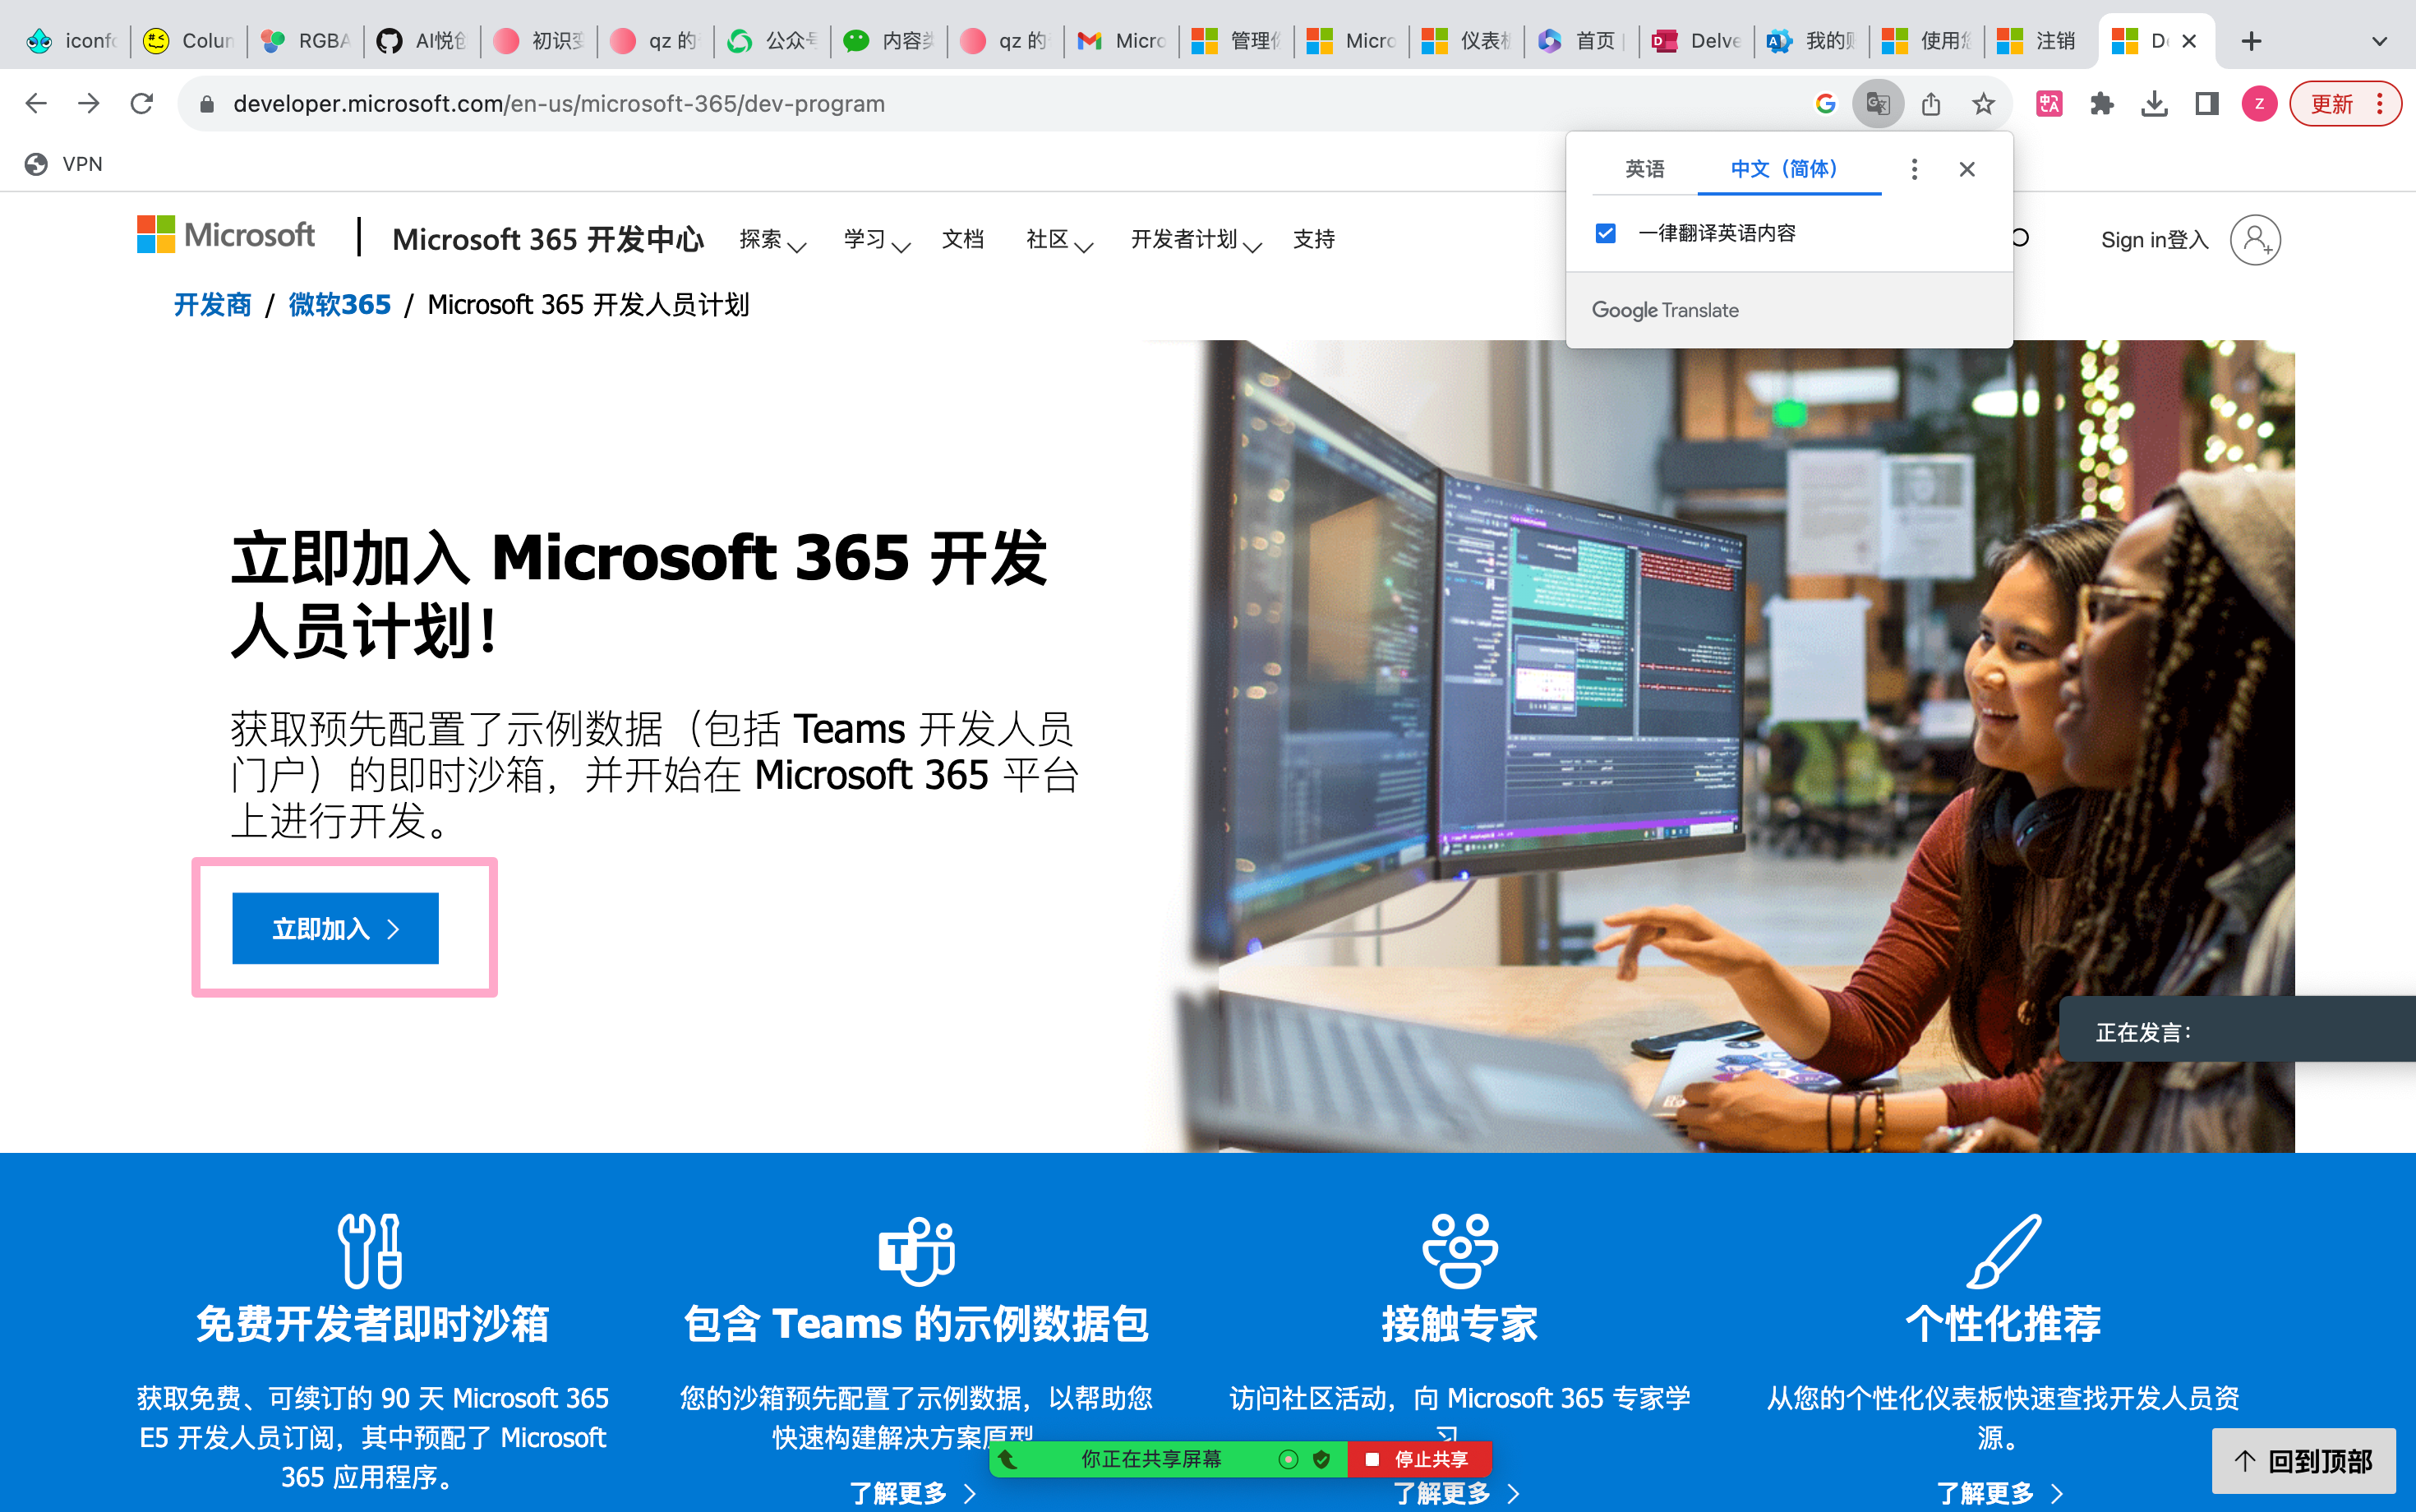 iconfo
Colun
RGBA
AI悦仓
初识变
qz 的
公众号
内容类
qz 的
Micro
管理你
Micro
仪表板
首页
Delve
我的账
使用您
注销
De
developer.microsoft.com/en-us/microsoft-365/dev-program
Z
更新
VPN
英语
中文（简体）
一律翻译英语内容
Google Translate
Microsoft
Microsoft 365 开发中心
探索
学习
文档
社区
开发者计划
支持
Sign in登入
开发商 / 微软365 / Microsoft 365 开发人员计划
立即加入 Microsoft 365 开发
人员计划！
获取预先配置了示例数据（包括 Teams 开发人员
门户）的即时沙箱，并开始在 Microsoft 365 平台
上进行开发。
立即加入
正在发言：
免费开发者即时沙箱
获取免费、可续订的 90 天 Microsoft 365
E5 开发人员订阅，其中预配了 Microsoft
365 应用程序。
包含 Teams 的示例数据包
您的沙箱预先配置了示例数据，以帮助您
快速构建解决方案原型
了解更多
接触专家
访问社区活动，向 Microsoft 365 专家学
习
了解更多
个性化推荐
从您的个性化仪表板快速查找开发人员资
源。
了解更多
你正在共享屏幕
停止共享
回到顶部